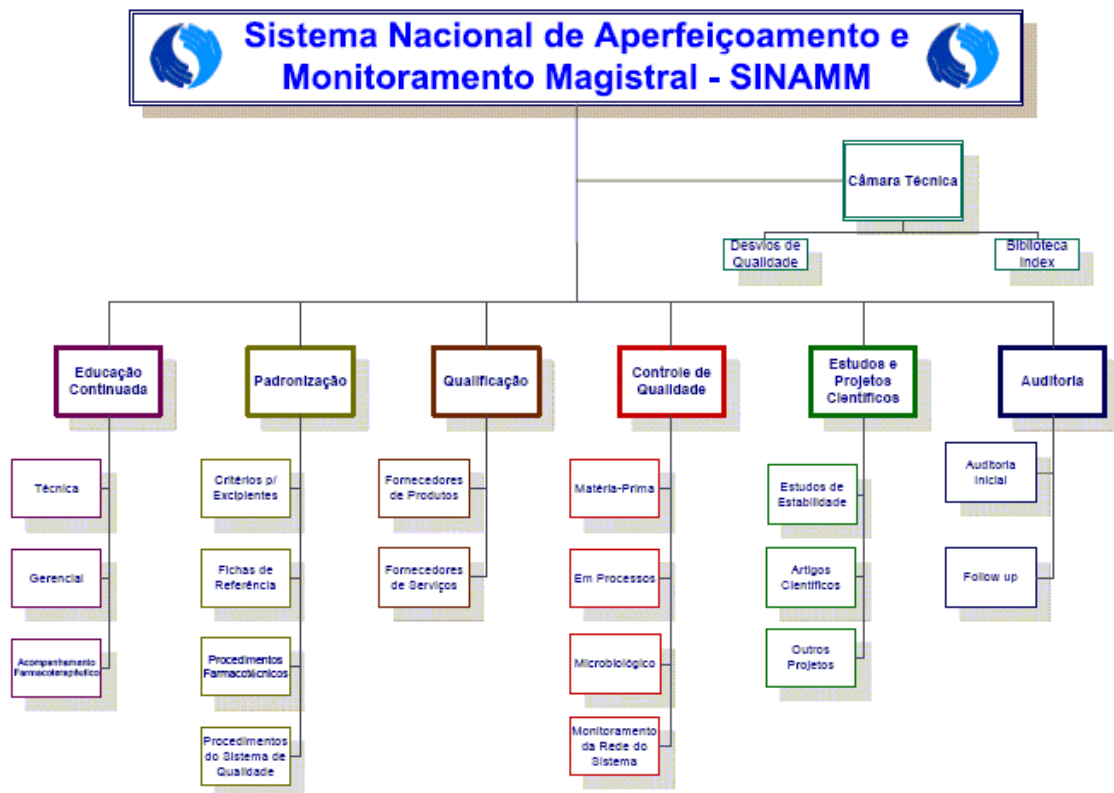 Sistema Nacional de Aperfeiçoamento e
Monitoramento Magistral - SINAMM
Câmara Técnica
Desvios de
Qualidade
Biblioteca
Index
Educação
Continuada
Padronização
Qualificação
Controle de
Qualidade
Estudos e
Projetos
Científicos
Auditoria
Técnica
Gerencial
Acompanhamento
Farmacoterapêutico
Critérios p/
Excipientes
Fichas de
Referência
Procedimentos
Farmacotécnicos
Procedimentos
do Sistema de
Qualidade
Fornecedores
de Produtos
Fornecedores
de Serviços
Matéria-Prima
Em Processos
Microbiológico
Monitoramento
da Rede do
Sistema
Estudos de
Estabilidade
Artigos
Científicos
Outros
Projetos
Auditoria
Inicial
Follow up